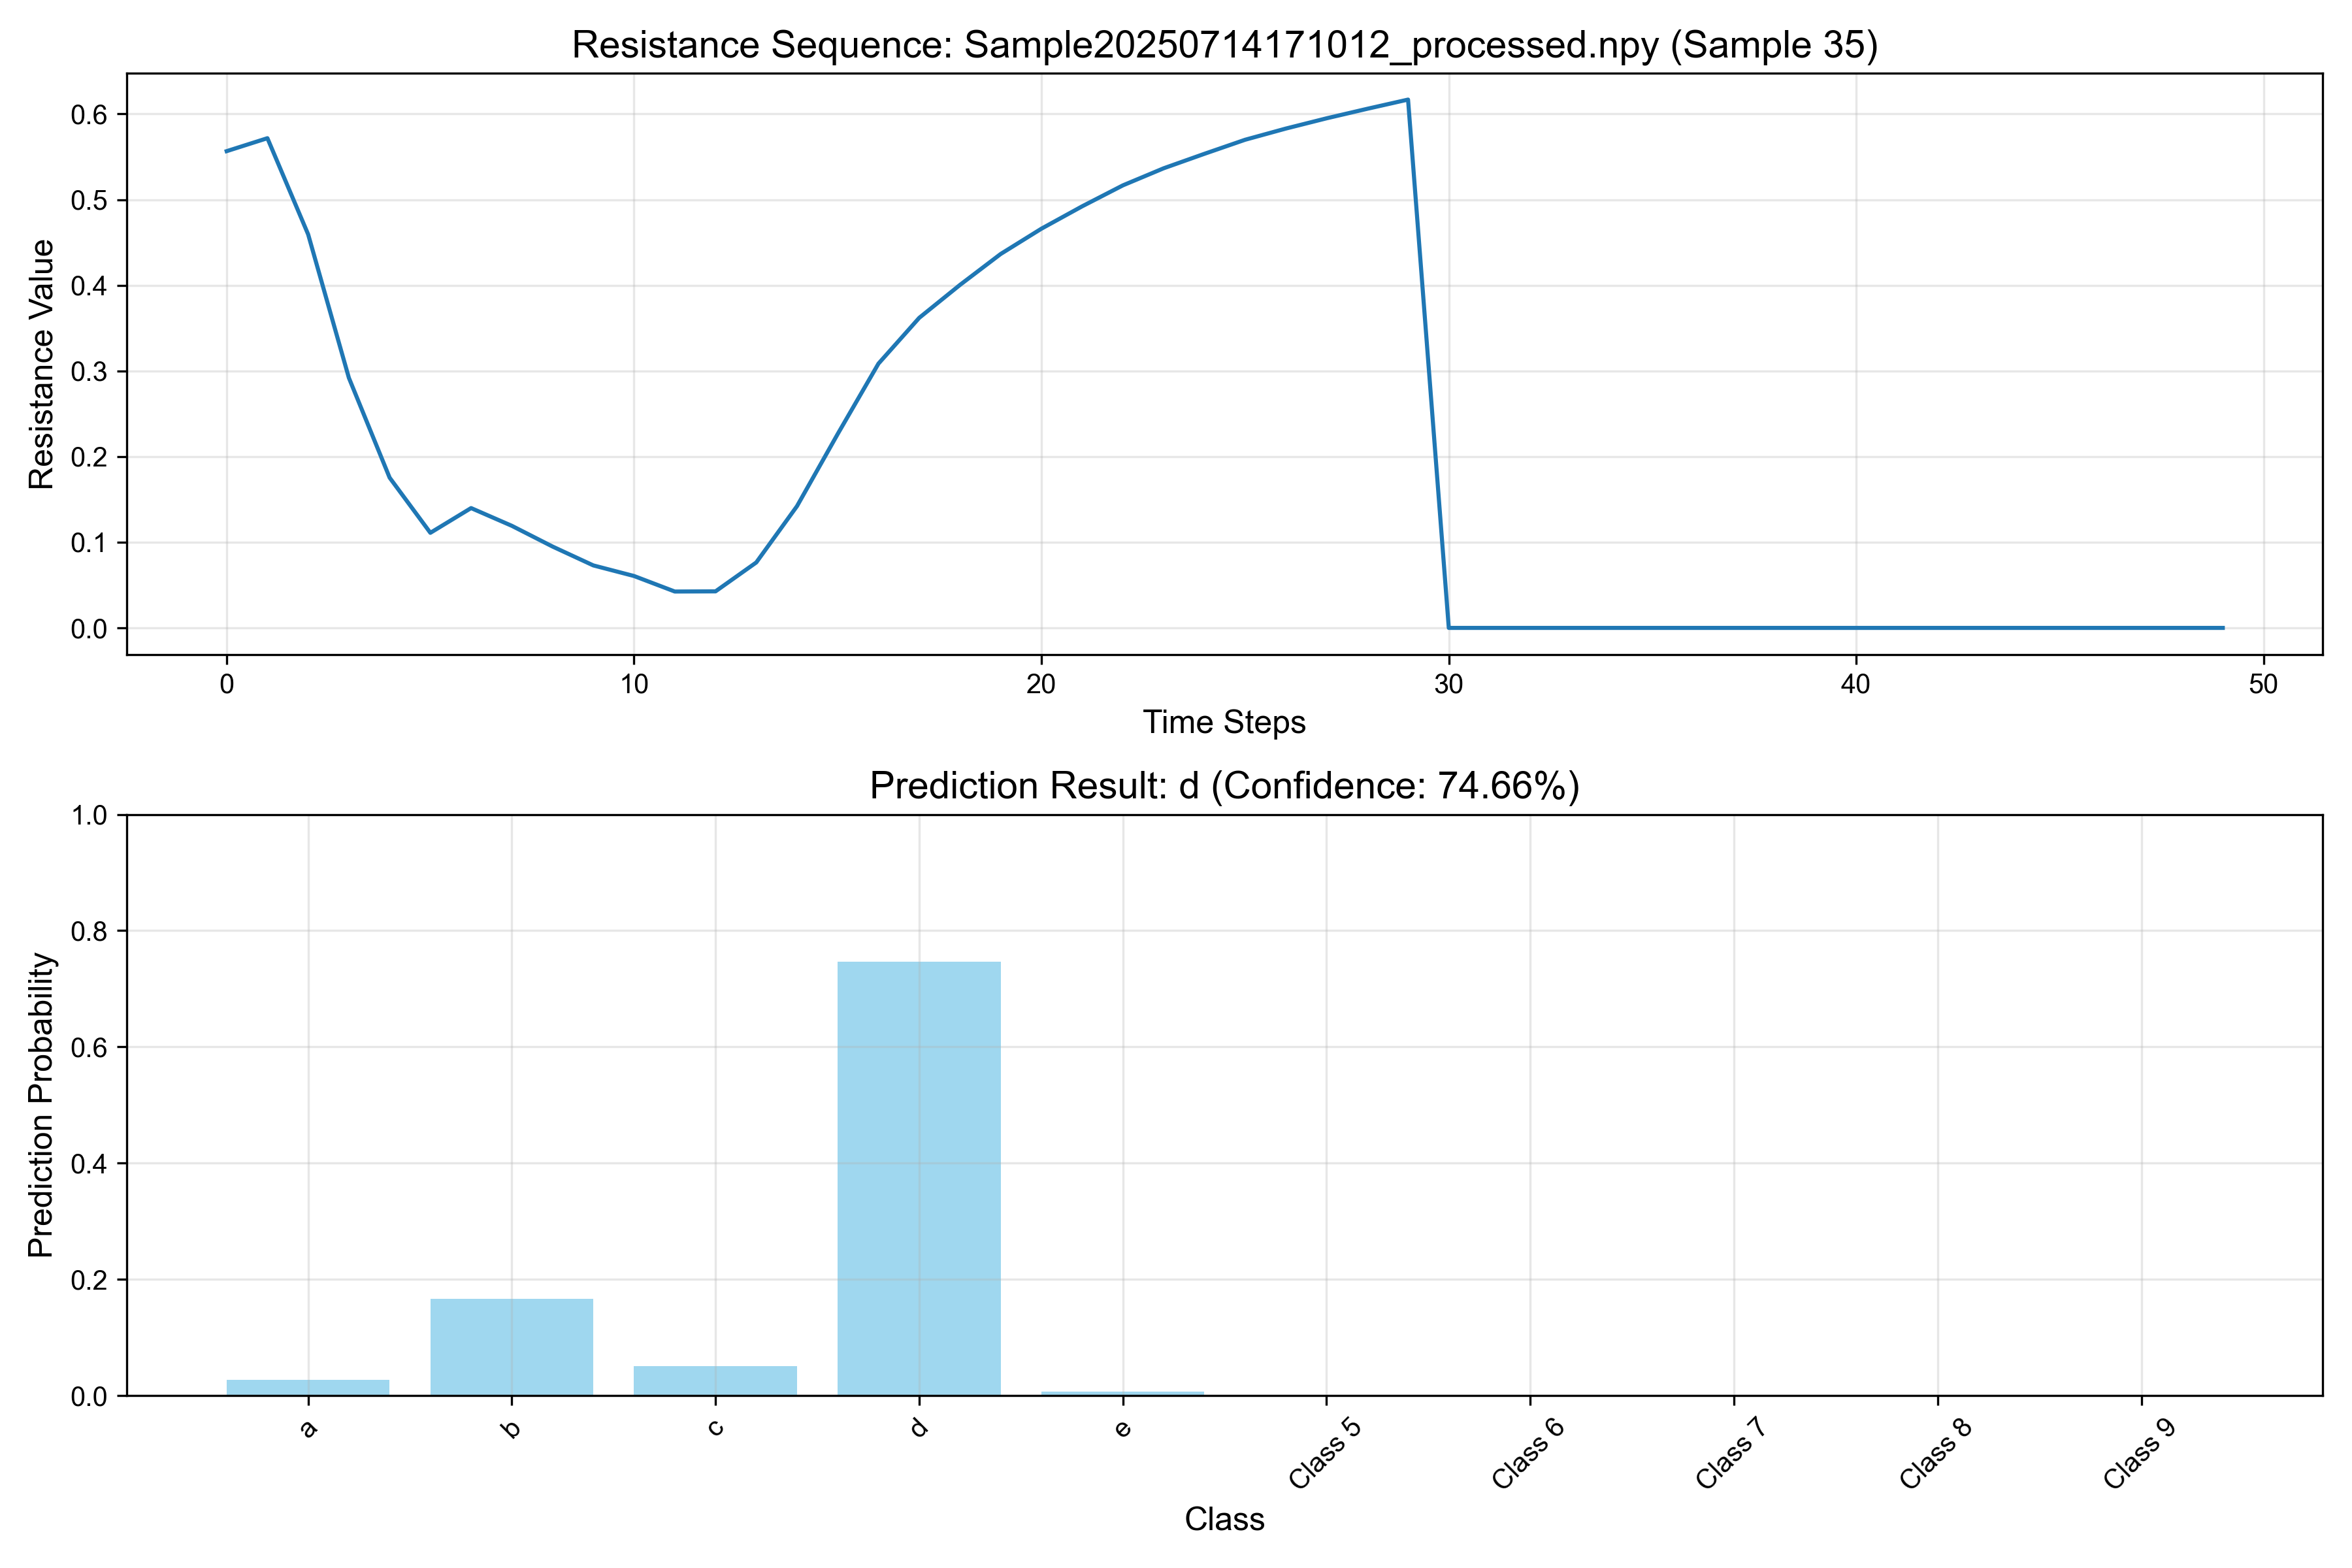 Resistance Sequence: Sample20250714171012_processed.npy (Sample 35)
Resistance Value
0.6
0.5
0.4
0.3
0.2
0.1
0.0
0 10 20 30 40 50
Time Steps
Prediction Result: d (Confidence: 74.66%)
Prediction Probability
1.0
0.8
0.6
0.4
0.2
0.0
a b c d e Class 5 Class 6 Class 7 Class 8 Class 9
Class